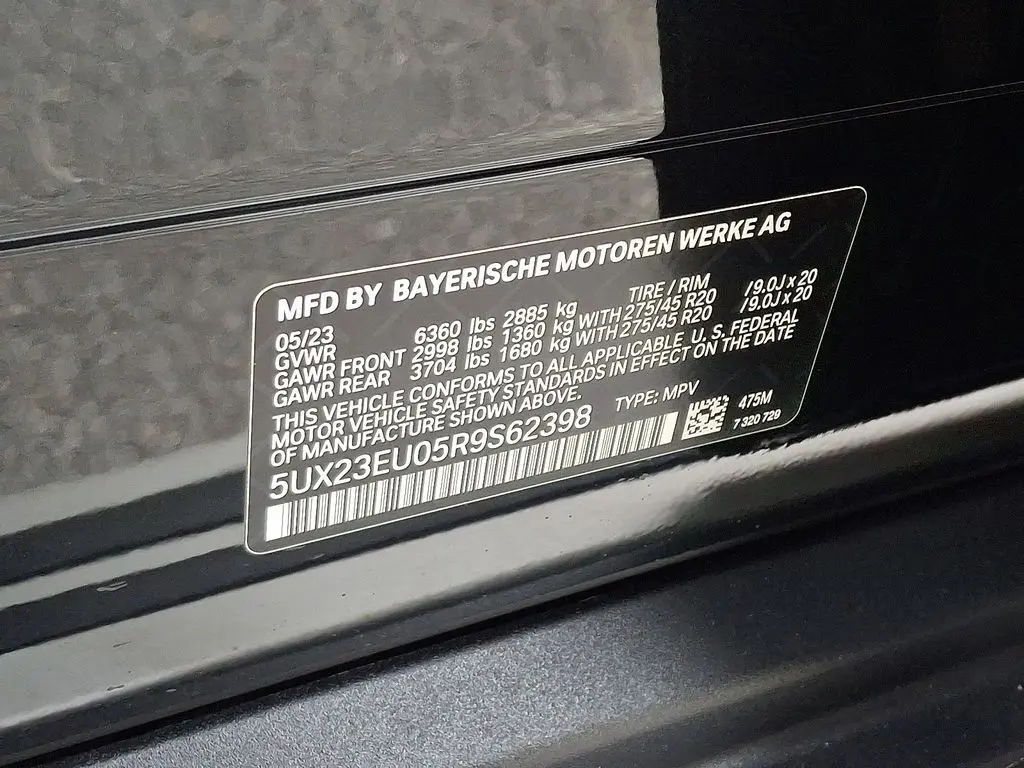 MFD BY BAYERISCHE MOTOREN WERKE AG
05/23 TIRE / RIM
GVWR 6360 lbs 2885 kg
GAWR FRONT 2998 lbs 1360 kg WITH 275/45 R20 /9.0J x 20
GAWR REAR 3704 lbs 1680 kg WITH 275/45 R20 /9.0J x 20
THIS VEHICLE CONFORMS TO ALL APPLICABLE U.S. FEDERAL
MOTOR VEHICLE SAFETY STANDARDS IN EFFECT ON THE DATE
OF MANUFACTURE SHOWN ABOVE.
5UX23EU05R9S62398 TYPE: MPV 475M
7 320 729